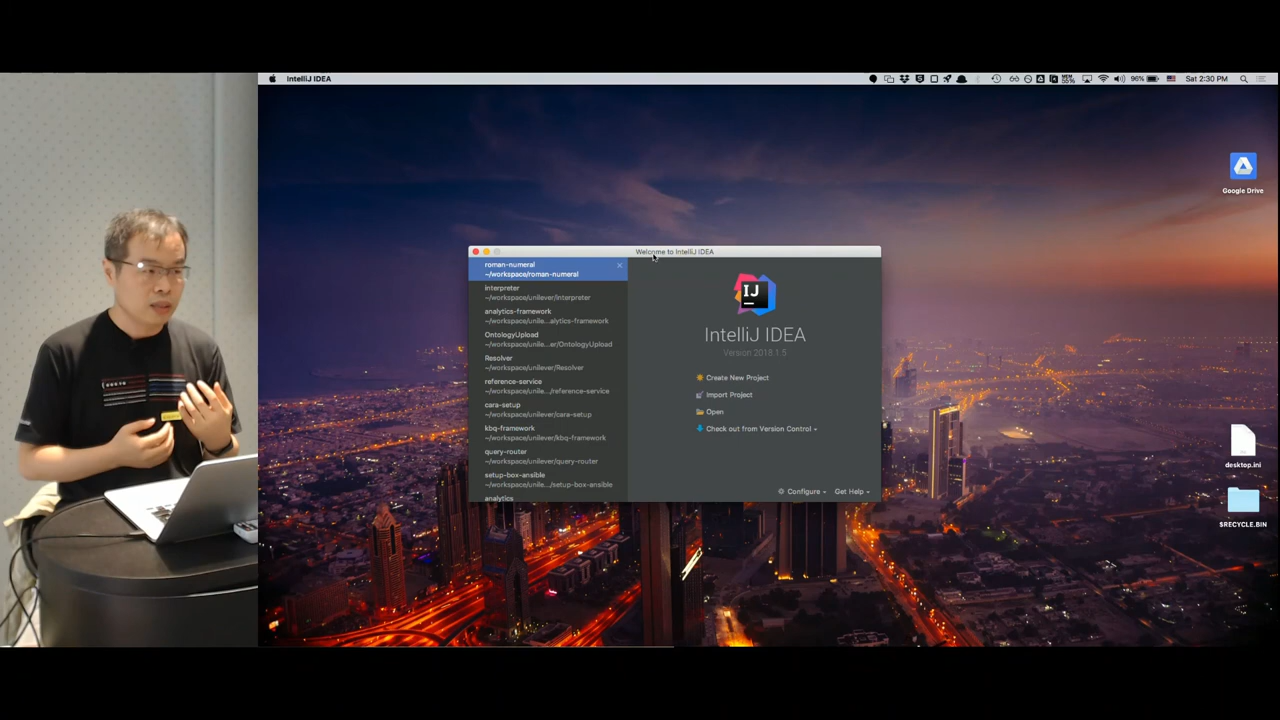 IntelliJ IDEA
96%
Sat 2:30 PM
Google Drive
Welcome to IntelliJ IDEA
roman-numeral
~/workspace/roman-numeral
interpreter
~/workspace/unilever/interpreter
analytics-framework
~/workspace/unile...alytics-framework
OntologyUpload
~/workspace/unile...er/OntologyUpload
Resolver
~/workspace/unilever/Resolver
reference-service
~/workspace/unile.../reference-service
cara-setup
~/workspace/unilever/cara-setup
kbq-framework
~/workspace/unilever/kbq-framework
query-router
~/workspace/unilever/query-router
setup-box-ansible
~/workspace/unile.../setup-box-ansible
analytics
IJ
IntelliJ IDEA
Version 2018.1.5
Create New Project
Import Project
Open
Check out from Version Control
Configure
Get Help
desktop.ini
$RECYCLE.BIN